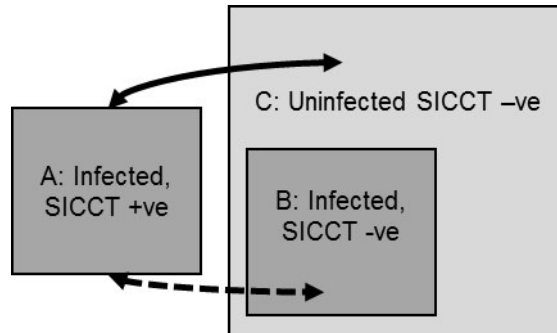 C: Uninfected SICCT –ve
A: Infected,
SICCT +ve
B: Infected,
SICCT -ve